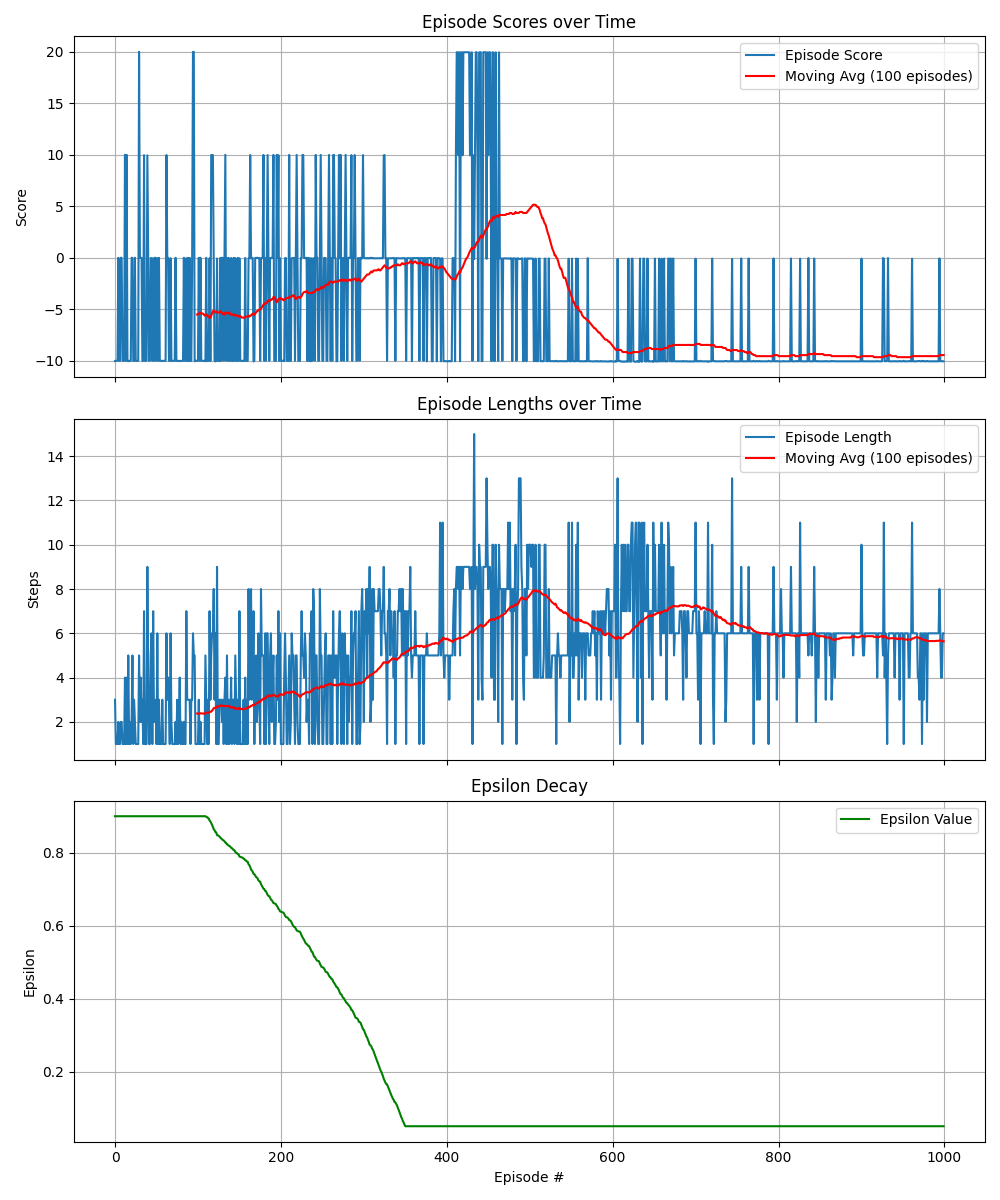 Episode Scores over Time
Score
20
15
10
5
0
−5
−10
Episode Score
Moving Avg (100 episodes)
Episode Lengths over Time
Steps
14
12
10
8
6
4
2
Episode Length
Moving Avg (100 episodes)
Epsilon Decay
Epsilon
0.8
0.6
0.4
0.2
Epsilon Value
0 200 400 600 800 1000
Episode #